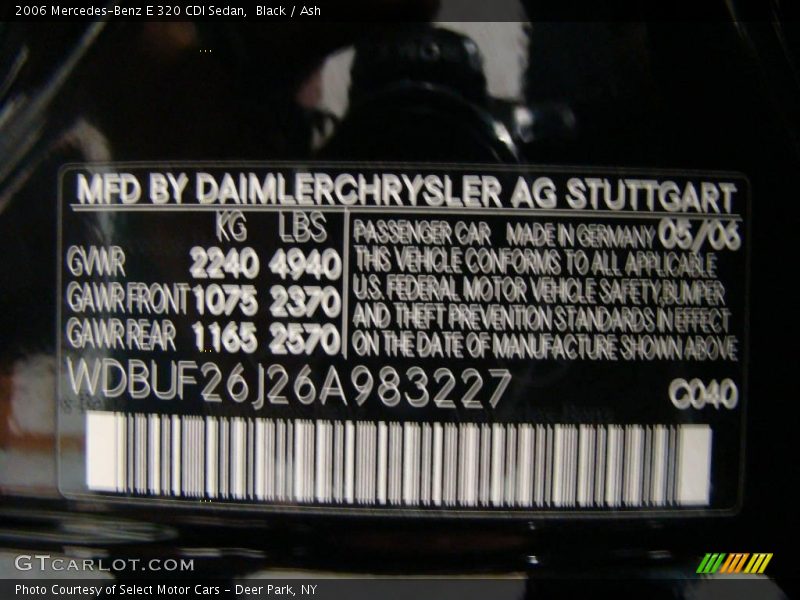 2006 Mercedes-Benz E 320 CDI Sedan, Black / Ash
MFD BY DAIMLERCHRYSLER AG STUTTGART
KG LBS
GVWR 2240 4940
GAWR FRONT 1075 2370
GAWR REAR 1165 2570
PASSENGER CAR MADE IN GERMANY 05/06
THIS VEHICLE CONFORMS TO ALL APPLICABLE
U.S. FEDERAL MOTOR VEHICLE SAFETY, BUMPER
AND THEFT PREVENTION STANDARDS IN EFFECT
ON THE DATE OF MANUFACTURE SHOWN ABOVE
WDBUF26J26A983227 C040
GTCARLOT.COM
Photo Courtesy of Select Motor Cars - Deer Park, NY